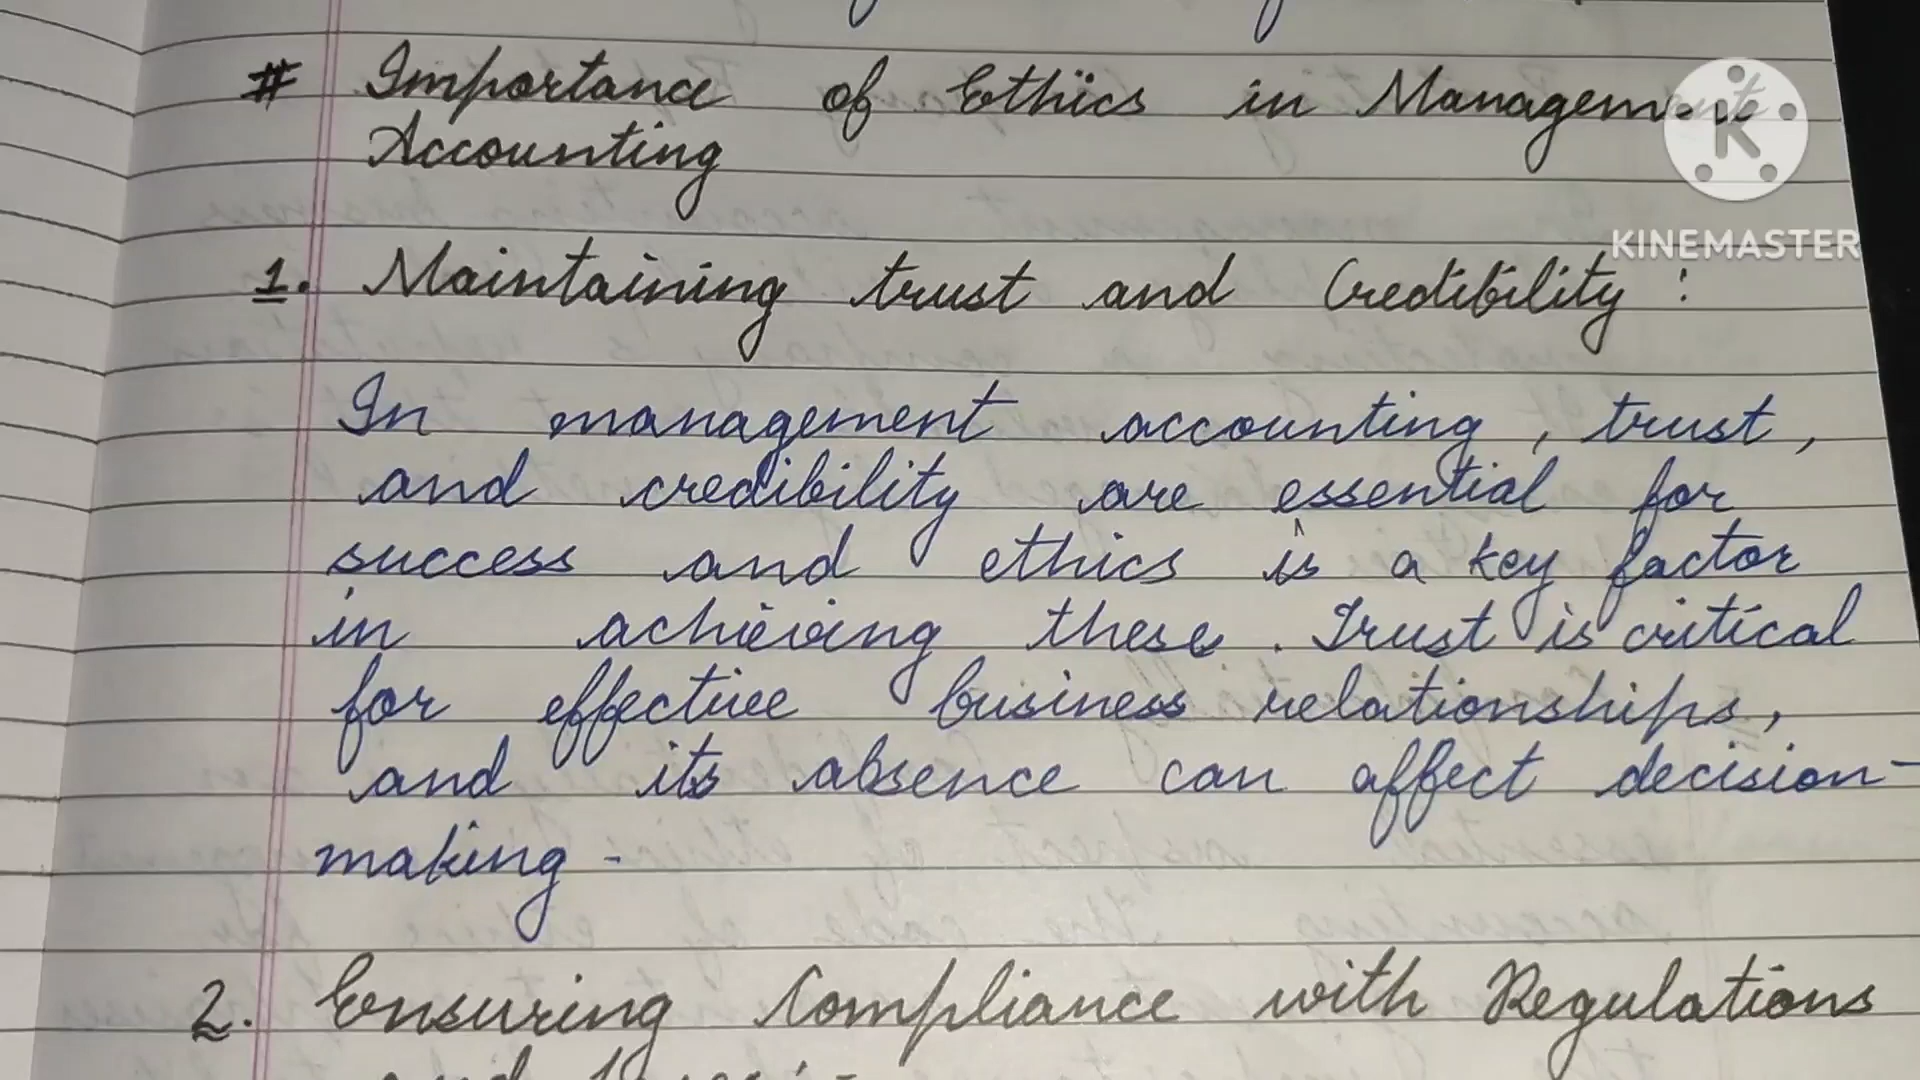 # Importance of Ethics in Management
Accounting
KINEMASTER
1. Maintaining trust and Credibility :
In management accounting, trust,
and credibility are essential for
success and ethics is a key factor
in achieving these. Trust is critical
for effective business relationships,
and its absence can affect decision-
making -
2. Ensuring Compliance with Regulations
and